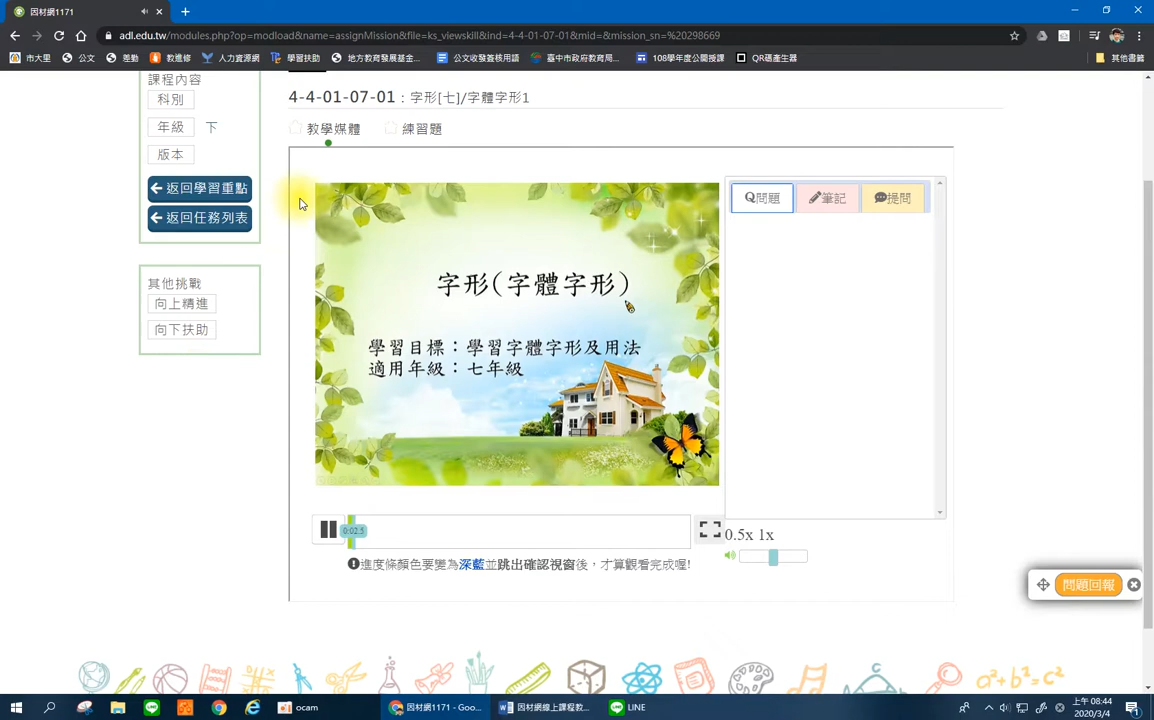 因材網1171
adl.edu.tw/modules.php?op=modload&name=assignMission&file=ks_viewskill&ind=4-4-01-07-01&mid=&mission_sn=%20298669
市大里 公文 差勤 教進修 人力資源網 學習扶助 地方教育發展基金... 公文收發簽核用語 臺中市政府教育局... 108學年度公開授課 QR碼產生器 其他書籤
課程內容
科別
年級 下
版本
返回學習重點
返回任務列表
其他挑戰
向上精進
向下扶助
4-4-01-07-01：字形[七]/字體字形1
教學媒體 練習題
字形(字體字形)
學習目標：學習字體字形及用法
適用年級：七年級
Q問題 筆記 提問
0:02.5
0.5x 1x
進度條顏色要變為深藍並跳出確認視窗後，才算觀看完成喔!
問題回報
a²+b²=c²
ocam
因材網1171 - Goo...
因材網線上課程教...
LINE
上午 08:44
2020/3/4
1